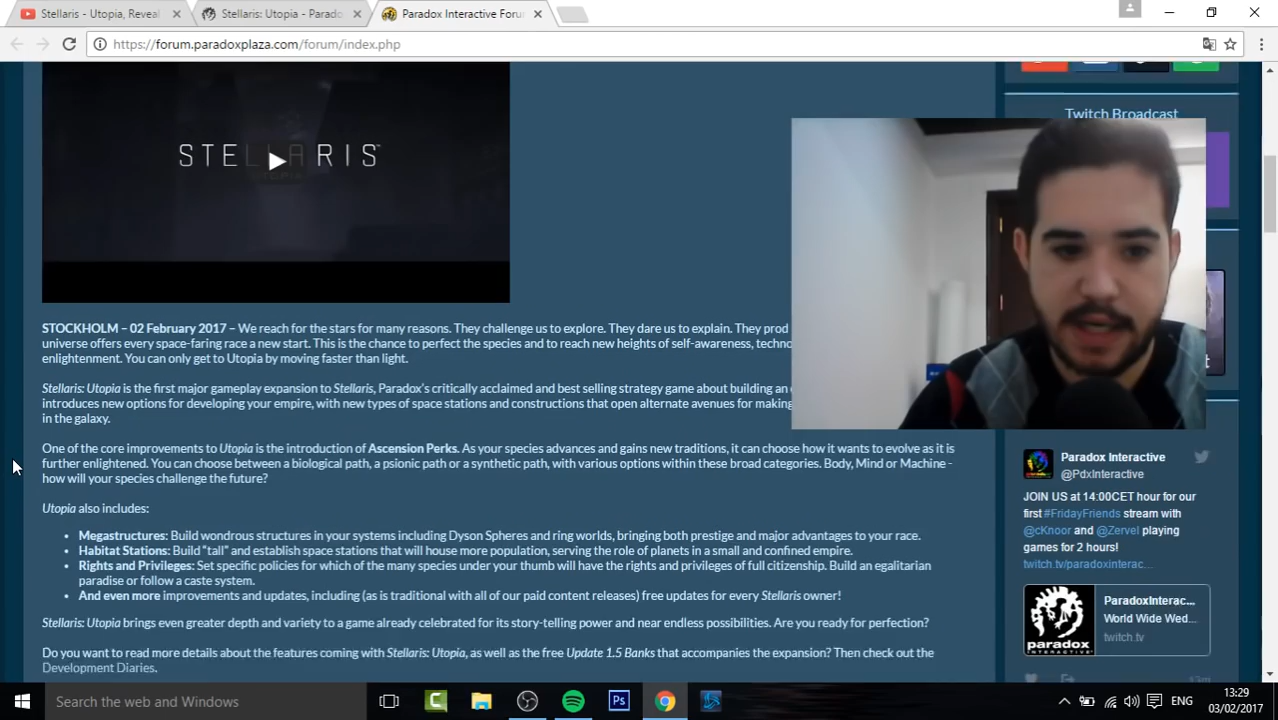 Stellaris - Utopia, Reveal
Stellaris: Utopia - Parado
Paradox Interactive Foru
https://forum.paradoxplaza.com/forum/index.php
Twitch Broadcast
STELLARIS
STOCKHOLM – 02 February 2017 – We reach for the stars for many reasons. They challenge us to explore. They dare us to explain. They prod
universe offers every space-faring race a new start. This is the chance to perfect the species and to reach new heights of self-awareness, techno
enlightenment. You can only get to Utopia by moving faster than light.
Stellaris: Utopia is the first major gameplay expansion to Stellaris, Paradox's critically acclaimed and best selling strategy game about building an
introduces new options for developing your empire, with new types of space stations and constructions that open alternate avenues for making
in the galaxy.
One of the core improvements to Utopia is the introduction of Ascension Perks. As your species advances and gains new traditions, it can choose how it wants to evolve as it is
further enlightened. You can choose between a biological path, a psionic path or a synthetic path, with various options within these broad categories. Body, Mind or Machine -
how will your species challenge the future?
Utopia also includes:
• Megastructures: Build wondrous structures in your systems including Dyson Spheres and ring worlds, bringing both prestige and major advantages to your race.
• Habitat Stations: Build "tall" and establish space stations that will house more population, serving the role of planets in a small and confined empire.
• Rights and Privileges: Set specific policies for which of the many species under your thumb will have the rights and privileges of full citizenship. Build an egalitarian
paradise or follow a caste system.
• And even more improvements and updates, including (as is traditional with all of our paid content releases) free updates for every Stellaris owner!
Stellaris: Utopia brings even greater depth and variety to a game already celebrated for its story-telling power and near endless possibilities. Are you ready for perfection?
Do you want to read more details about the features coming with Stellaris: Utopia, as well as the free Update 1.5 Banks that accompanies the expansion? Then check out the
Development Diaries.
Paradox Interactive
@PdxInteractive
JOIN US at 14:00CET hour for our
first #FridayFriends stream with
@cKnoor and @Zervel playing
games for 2 hours!
twitch.tv/paradoxinterac...
ParadoxInterac...
World Wide Wed...
twitch.tv
paradox
INTERACTIVE
13m
Search the web and Windows
Ps
ENG
13:29
03/02/2017